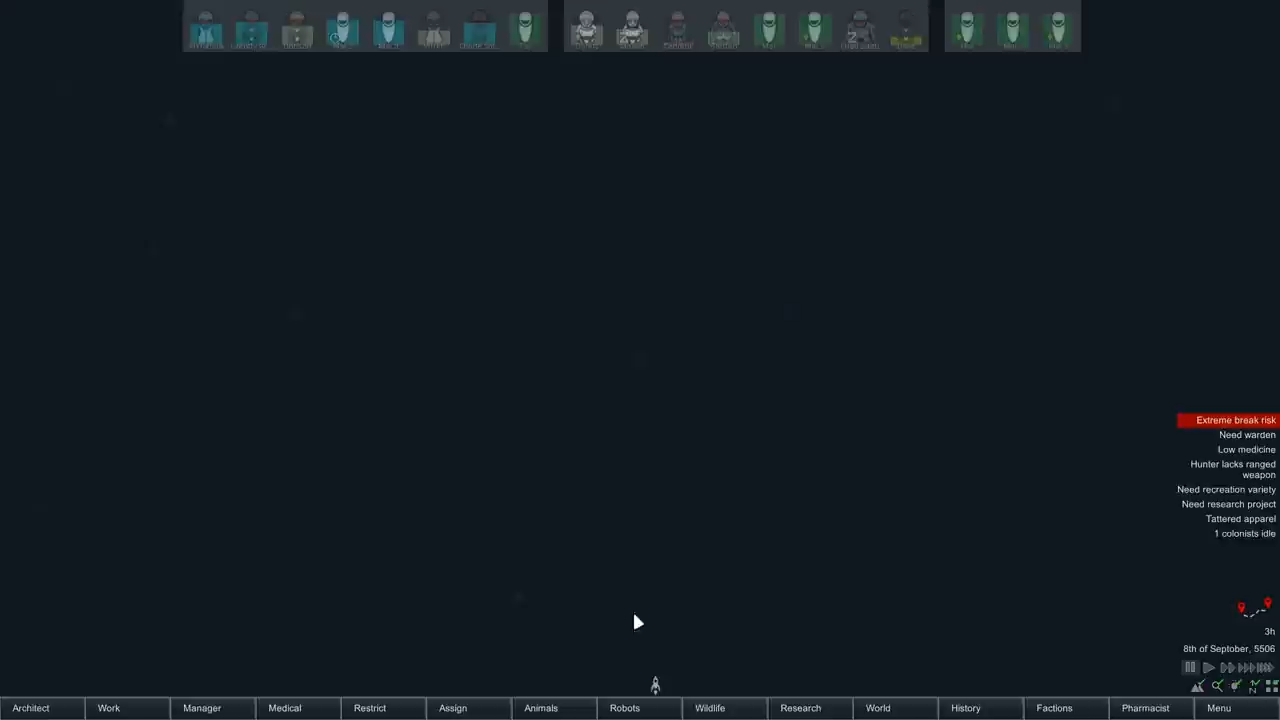 Extreme break risk
Need warden
Low medicine
Hunter lacks ranged
weapon
Need recreation variety
Need research project
Tattered apparel
1 colonists idle
3h
8th of Septober, 5506
Architect
Work
Manager
Medical
Restrict
Assign
Animals
Robots
Wildlife
Research
World
History
Factions
Pharmacist
Menu